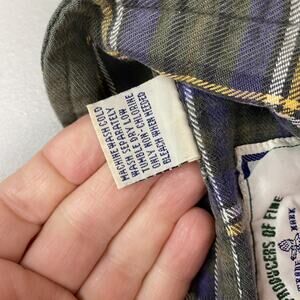 MACHINE WASH COLD
WASH SEPARATELY
TUMBLE DRY LOW
ONLY NON CHLORINE
BLEACH WHEN NEEDED
PRODUCERS OF FINE